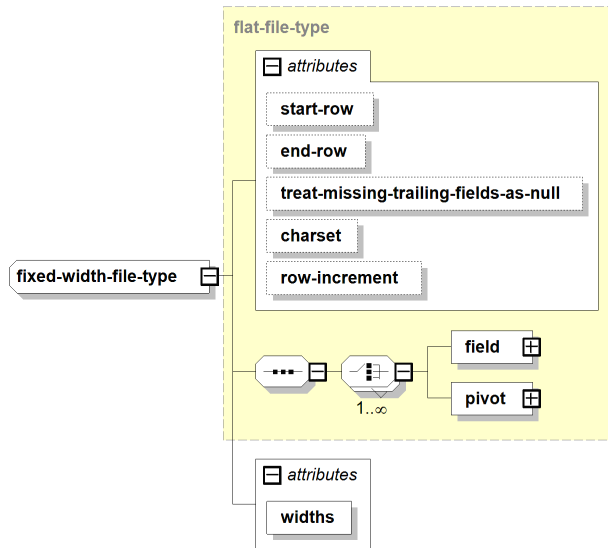 flat-file-type
attributes
start-row
end-row
treat-missing-trailing-fields-as-null
charset
row-increment
fixed-width-file-type
field
pivot
1..∞
attributes
widths